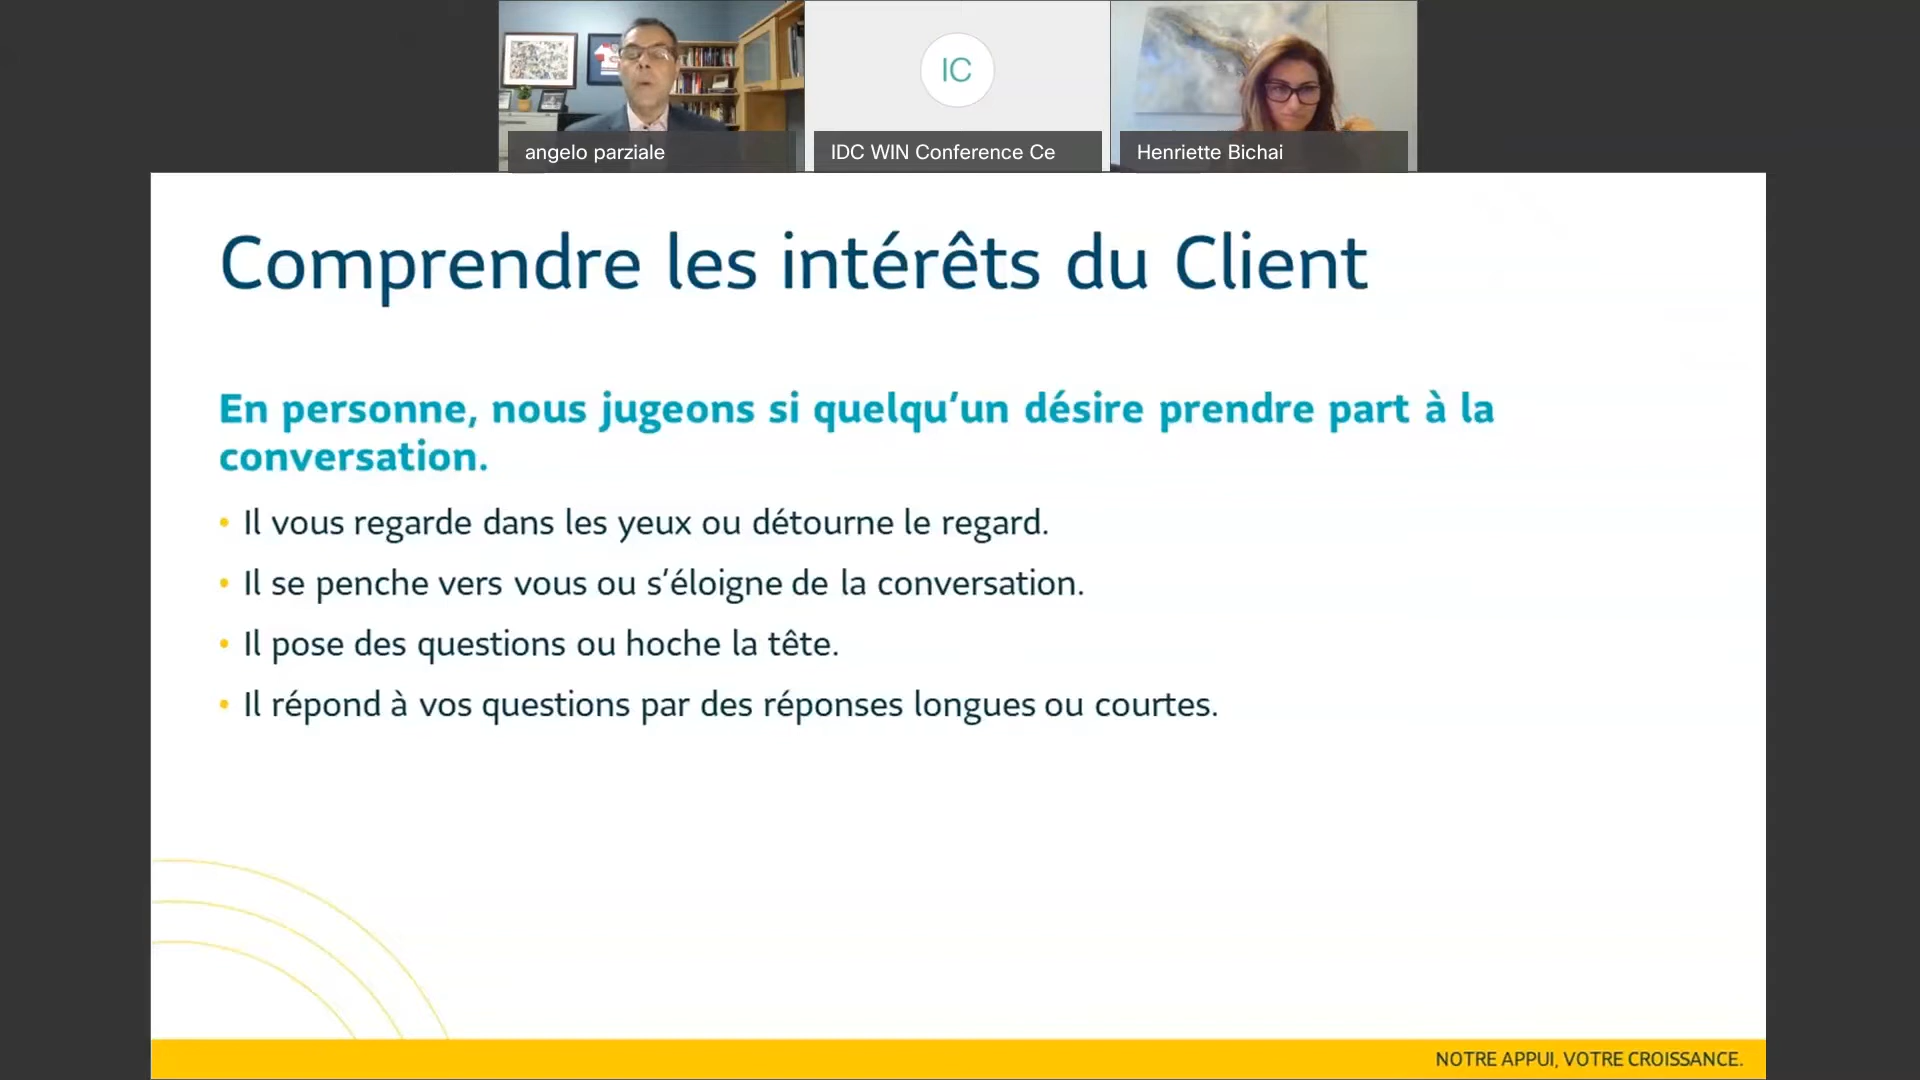 angelo parziale
IC
IDC WIN Conference Ce
Henriette Bichai
Comprendre les intérêts du Client
En personne, nous jugeons si quelqu’un désire prendre part à la
conversation.
• Il vous regarde dans les yeux ou détourne le regard.
• Il se penche vers vous ou s’éloigne de la conversation.
• Il pose des questions ou hoche la tête.
• Il répond à vos questions par des réponses longues ou courtes.
NOTRE APPUI, VOTRE CROISSANCE.